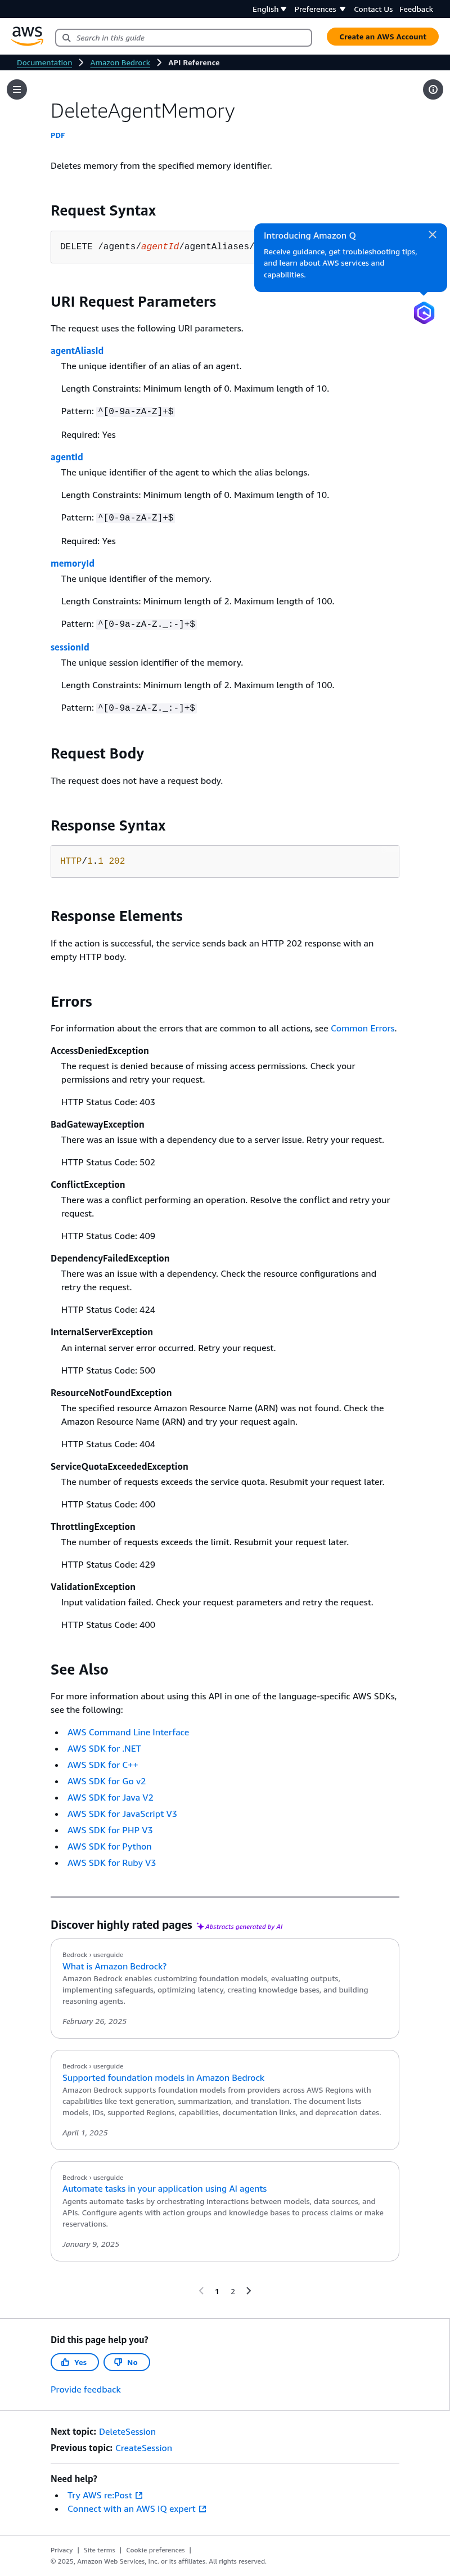 English Preferences Contact Us Feedback
aws Search in this guide Create an AWS Account
Documentation Amazon Bedrock API Reference
DeleteAgentMemory
PDF
Deletes memory from the specified memory identifier.
Request Syntax
DELETE /agents/agentId/agentAliases/
Introducing Amazon Q
Receive guidance, get troubleshooting tips,
and learn about AWS services and
capabilities.
URI Request Parameters
The request uses the following URI parameters.
agentAliasId
The unique identifier of an alias of an agent.
Length Constraints: Minimum length of 0. Maximum length of 10.
Pattern: ^[0-9a-zA-Z]+$
Required: Yes
agentId
The unique identifier of the agent to which the alias belongs.
Length Constraints: Minimum length of 0. Maximum length of 10.
Pattern: ^[0-9a-zA-Z]+$
Required: Yes
memoryId
The unique identifier of the memory.
Length Constraints: Minimum length of 2. Maximum length of 100.
Pattern: ^[0-9a-zA-Z._:-]+$
sessionId
The unique session identifier of the memory.
Length Constraints: Minimum length of 2. Maximum length of 100.
Pattern: ^[0-9a-zA-Z._:-]+$
Request Body
The request does not have a request body.
Response Syntax
HTTP/1.1 202
Response Elements
If the action is successful, the service sends back an HTTP 202 response with an
empty HTTP body.
Errors
For information about the errors that are common to all actions, see Common Errors.
AccessDeniedException
The request is denied because of missing access permissions. Check your
permissions and retry your request.
HTTP Status Code: 403
BadGatewayException
There was an issue with a dependency due to a server issue. Retry your request.
HTTP Status Code: 502
ConflictException
There was a conflict performing an operation. Resolve the conflict and retry your
request.
HTTP Status Code: 409
DependencyFailedException
There was an issue with a dependency. Check the resource configurations and
retry the request.
HTTP Status Code: 424
InternalServerException
An internal server error occurred. Retry your request.
HTTP Status Code: 500
ResourceNotFoundException
The specified resource Amazon Resource Name (ARN) was not found. Check the
Amazon Resource Name (ARN) and try your request again.
HTTP Status Code: 404
ServiceQuotaExceededException
The number of requests exceeds the service quota. Resubmit your request later.
HTTP Status Code: 400
ThrottlingException
The number of requests exceeds the limit. Resubmit your request later.
HTTP Status Code: 429
ValidationException
Input validation failed. Check your request parameters and retry the request.
HTTP Status Code: 400
See Also
For more information about using this API in one of the language-specific AWS SDKs,
see the following:
• AWS Command Line Interface
• AWS SDK for .NET
• AWS SDK for C++
• AWS SDK for Go v2
• AWS SDK for Java V2
• AWS SDK for JavaScript V3
• AWS SDK for PHP V3
• AWS SDK for Python
• AWS SDK for Ruby V3
Discover highly rated pages Abstracts generated by AI
Bedrock › userguide
What is Amazon Bedrock?
Amazon Bedrock enables customizing foundation models, evaluating outputs,
implementing safeguards, optimizing latency, creating knowledge bases, and building
reasoning agents.
February 26, 2025
Bedrock › userguide
Supported foundation models in Amazon Bedrock
Amazon Bedrock supports foundation models from providers across AWS Regions with
capabilities like text generation, summarization, and translation. The document lists
models, IDs, supported Regions, capabilities, documentation links, and deprecation dates.
April 1, 2025
Bedrock › userguide
Automate tasks in your application using AI agents
Agents automate tasks by orchestrating interactions between models, data sources, and
APIs. Configure agents with action groups and knowledge bases to process claims or make
reservations.
January 9, 2025
1 2
Did this page help you?
Yes No
Provide feedback
Next topic: DeleteSession
Previous topic: CreateSession
Need help?
• Try AWS re:Post
• Connect with an AWS IQ expert
Privacy | Site terms | Cookie preferences |
© 2025, Amazon Web Services, Inc. or its affiliates. All rights reserved.